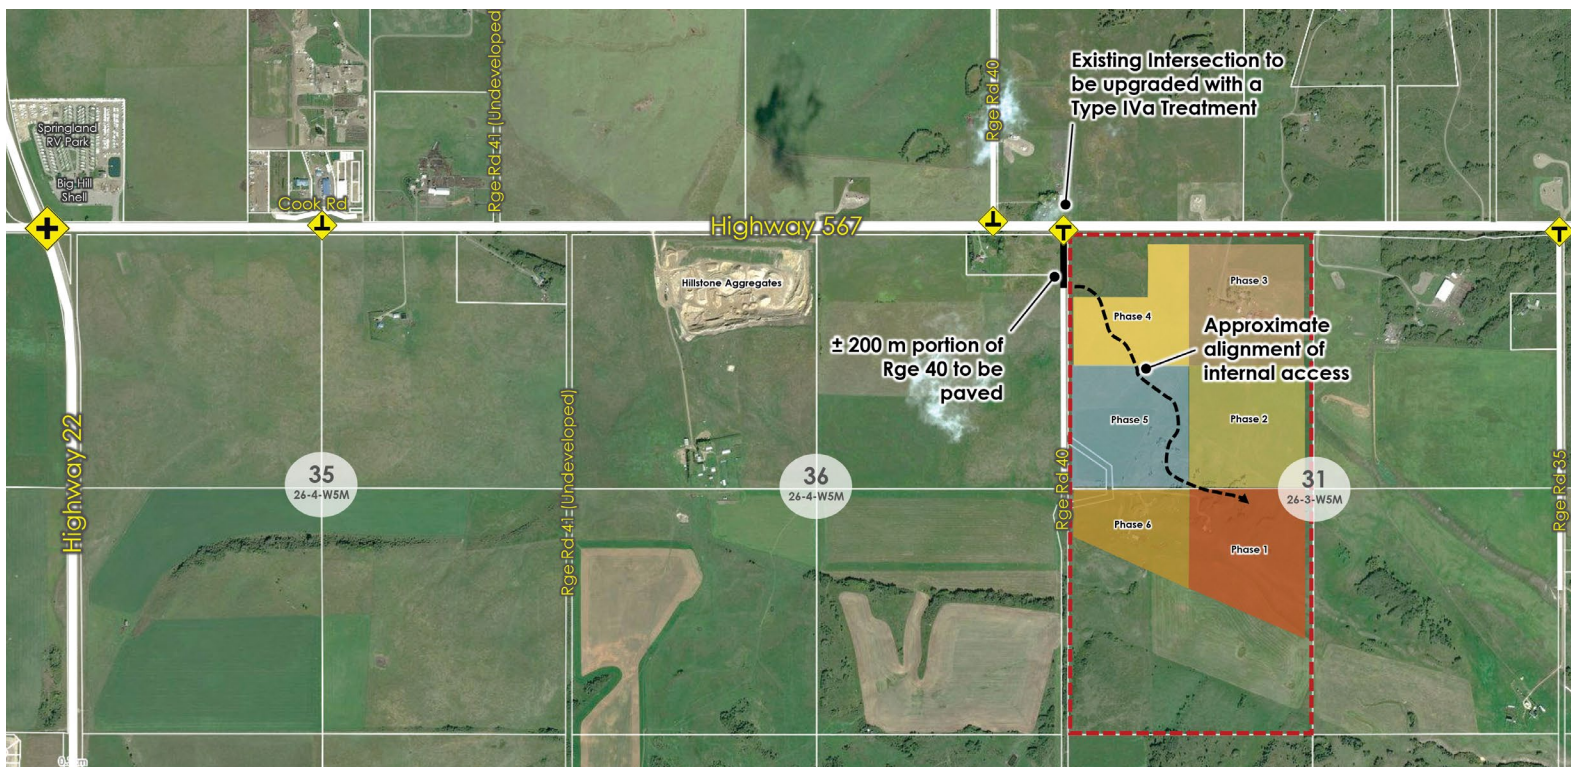 Existing Intersection to
be upgraded with a
Type IVa Treatment
Rge Rd 40
Rge Rd 41 (Undeveloped)
Springland
RV Park
Big Hill
Shell
Cook Rd
Highway 567
Hillstone Aggregates
± 200 m portion of
Rge 40 to be
paved
Phase 3
Phase 4
Approximate
alignment of
internal access
Phase 5
Phase 2
Highway 22
Rge Rd 41 (Undeveloped)
35
26-4-W5M
36
26-4-W5M
Rge Rd 40
31
26-3-W5M
Rge Rd 35
Phase 6
Phase 1